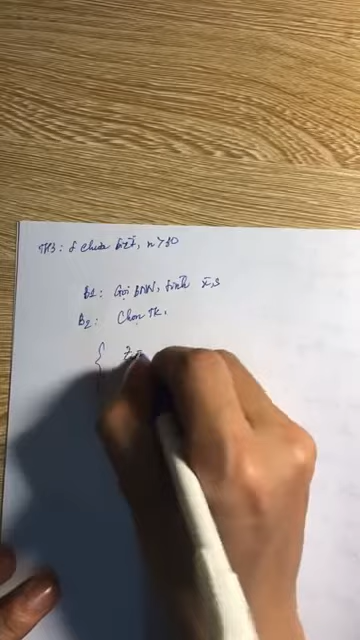 TH3: σ chưa biết, n > 30
B1: Gọi BNN, tính x̄, s
B2: Chọn TK,
{